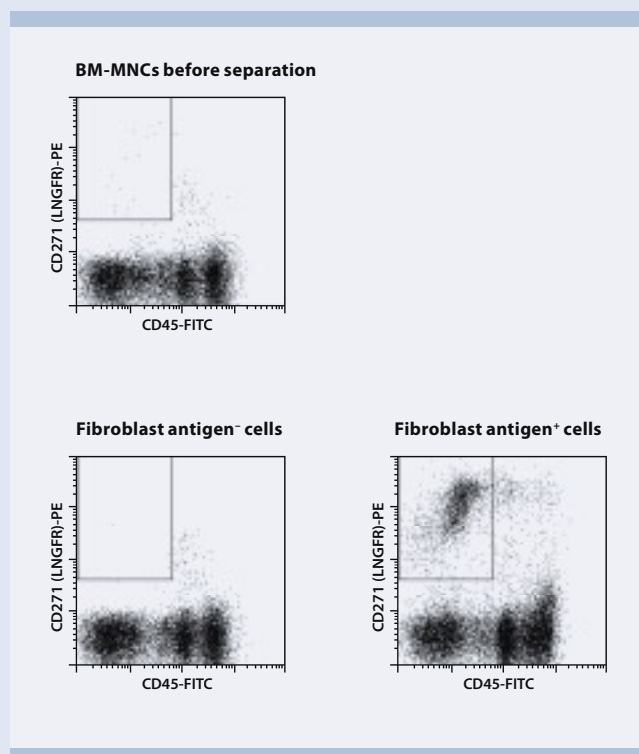 BM-MNCs before separation
CD271 (LNGFR)-PE
CD45-FITC
Fibroblast antigen⁻ cells
CD271 (LNGFR)-PE
CD45-FITC
Fibroblast antigen⁺ cells
CD271 (LNGFR)-PE
CD45-FITC